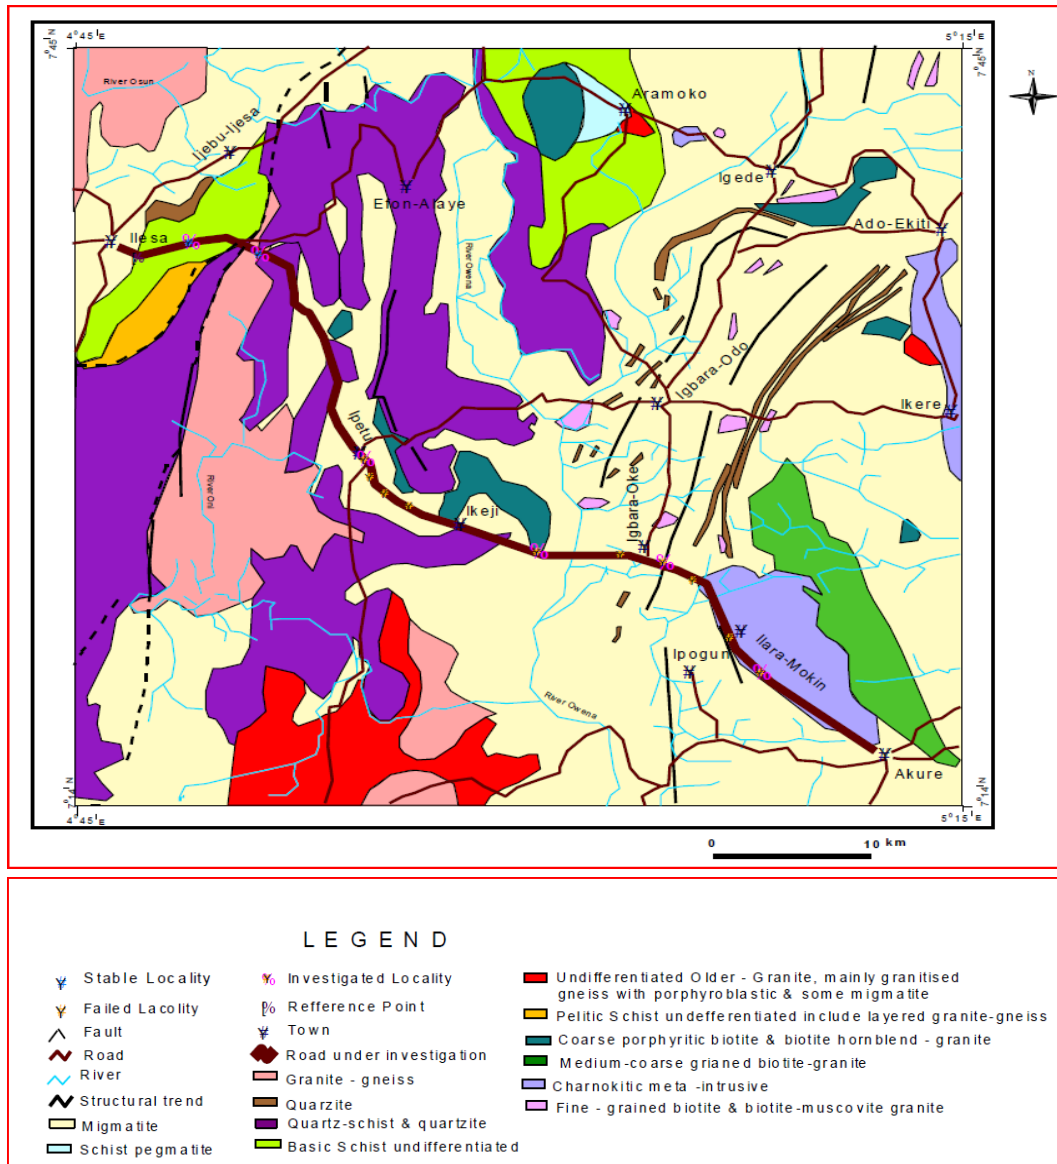 4°45'E
5°15'E
7°45'N
7°45'N
N
River Osun
Ijebu-Ijesa
Aramoko
Igede
Efon-Alaye
Ado-Ekiti
Ilesa
River Owena
Igbara-Odo
Ikere
Ipetu
River Oni
Ikeji
Igbara-Oke
Ilara-Mokin
Ipogun
River Owena
Akure
7°14'N
7°14'N
4°45'E
5°15'E
0 10 km
LEGEND
Stable Locality
Failed Lacolity
Fault
Road
River
Structural trend
Migmatite
Schist pegmatite
Investigated Locality
Refference Point
Town
Road under investigation
Granite - gneiss
Quarzite
Quartz-schist & quartzite
Basic Schist undifferentiated
Undifferentiated Older - Granite, mainly granitised
gneiss with porphyroblastic & some migmatite
Pelitic Schist undefferentiated include layered granite-gneiss
Coarse porphyritic biotite & biotite hornblend - granite
Medium-coarse grianed biotite-granite
Charnokitic meta -intrusive
Fine - grained biotite & biotite-muscovite granite